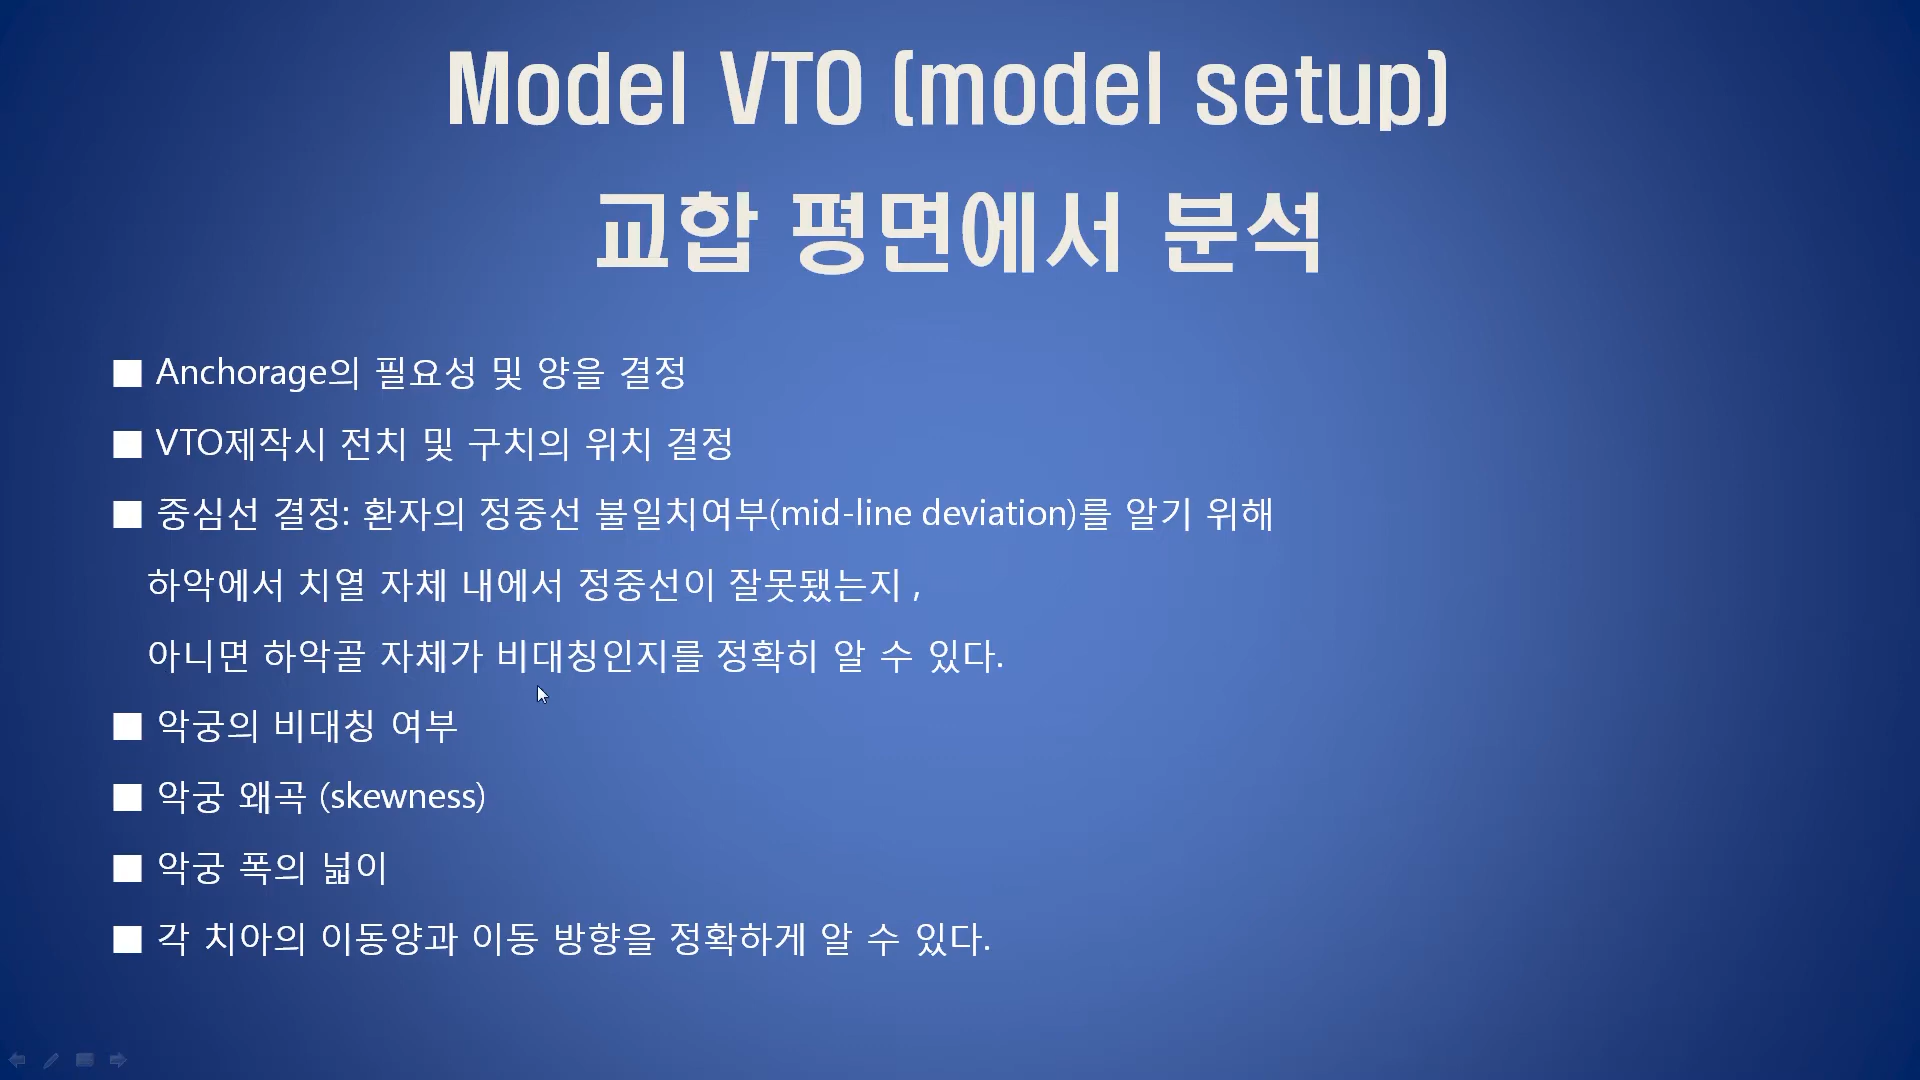 Model VTO (model setup)
교합 평면에서 분석
■ Anchorage의 필요성 및 양을 결정
■ VTO제작시 전치 및 구치의 위치 결정
■ 중심선 결정: 환자의 정중선 불일치여부(mid-line deviation)를 알기 위해
하악에서 치열 자체 내에서 정중선이 잘못됐는지 ,
아니면 하악골 자체가 비대칭인지를 정확히 알 수 있다.
■ 악궁의 비대칭 여부
■ 악궁 왜곡 (skewness)
■ 악궁 폭의 넓이
■ 각 치아의 이동양과 이동 방향을 정확하게 알 수 있다.